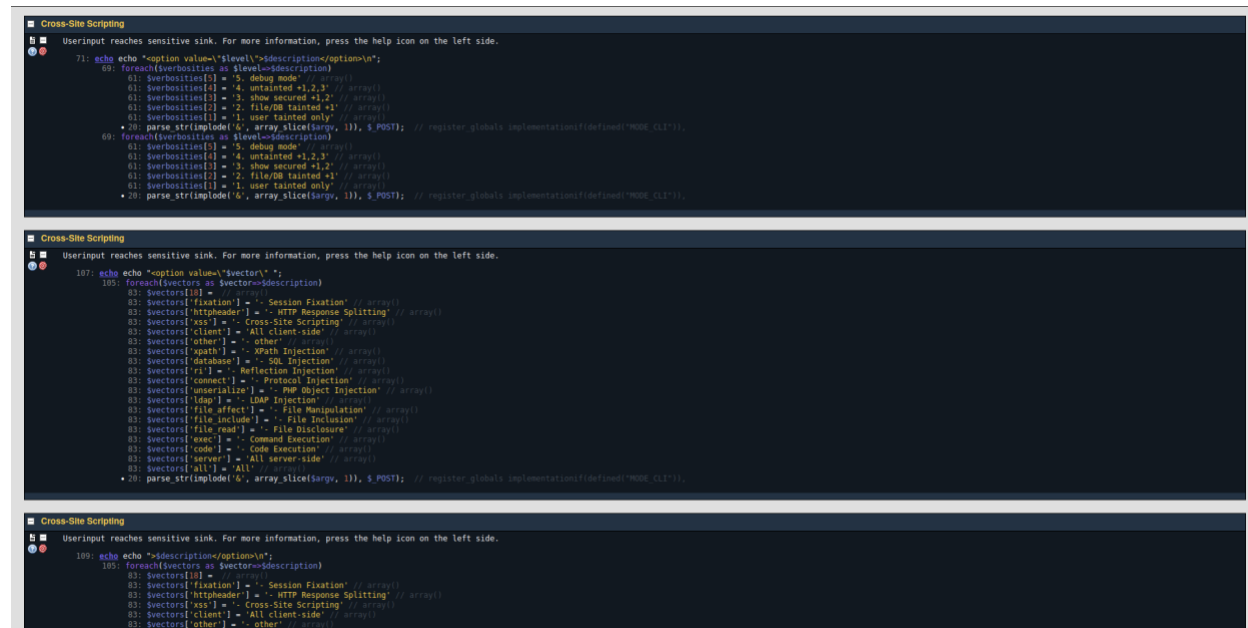 Cross-Site Scripting
Userinput reaches sensitive sink. For more information, press the help icon on the left side.
71: echo echo "<option value=\"$level\">$description</option>\n";
69: foreach($verbosities as $level=>$description)
61: $verbosities[5] = '5. debug mode' // array()
61: $verbosities[4] = '4. untainted +1,2,3' // array()
61: $verbosities[3] = '3. show secured +1,2' // array()
61: $verbosities[2] = '2. file/DB tainted +1' // array()
61: $verbosities[1] = '1. user tainted only' // array()
• 20: parse_str(implode('&', array_slice($argv, 1)), $_POST); // register_globals implementationif(defined("MODE_CLI")),
69: foreach($verbosities as $level=>$description)
61: $verbosities[5] = '5. debug mode' // array()
61: $verbosities[4] = '4. untainted +1,2,3' // array()
61: $verbosities[3] = '3. show secured +1,2' // array()
61: $verbosities[2] = '2. file/DB tainted +1' // array()
61: $verbosities[1] = '1. user tainted only' // array()
• 20: parse_str(implode('&', array_slice($argv, 1)), $_POST); // register_globals implementationif(defined("MODE_CLI")),
Cross-Site Scripting
Userinput reaches sensitive sink. For more information, press the help icon on the left side.
107: echo echo "<option value=\"$vector\" ";
105: foreach($vectors as $vector=>$description)
83: $vectors[18] = // array()
83: $vectors['fixation'] = '- Session Fixation' // array()
83: $vectors['httpheader'] = '- HTTP Response Splitting' // array()
83: $vectors['xss'] = '- Cross-Site Scripting' // array()
83: $vectors['client'] = 'All client-side' // array()
83: $vectors['other'] = '- other' // array()
83: $vectors['xpath'] = '- XPath Injection' // array()
83: $vectors['database'] = '- SQL Injection' // array()
83: $vectors['ri'] = '- Reflection Injection' // array()
83: $vectors['connect'] = '- Protocol Injection' // array()
83: $vectors['unserialize'] = '- PHP Object Injection' // array()
83: $vectors['ldap'] = '- LDAP Injection' // array()
83: $vectors['file_affect'] = '- File Manipulation' // array()
83: $vectors['file_include'] = '- File Inclusion' // array()
83: $vectors['file_read'] = '- File Disclosure' // array()
83: $vectors['exec'] = '- Command Execution' // array()
83: $vectors['code'] = '- Code Execution' // array()
83: $vectors['server'] = 'All server-side' // array()
83: $vectors['all'] = 'All' // array()
• 20: parse_str(implode('&', array_slice($argv, 1)), $_POST); // register_globals implementationif(defined("MODE_CLI")),
Cross-Site Scripting
Userinput reaches sensitive sink. For more information, press the help icon on the left side.
109: echo echo ">$description</option>\n";
105: foreach($vectors as $vector=>$description)
83: $vectors[18] = // array()
83: $vectors['fixation'] = '- Session Fixation' // array()
83: $vectors['httpheader'] = '- HTTP Response Splitting' // array()
83: $vectors['xss'] = '- Cross-Site Scripting' // array()
83: $vectors['client'] = 'All client-side' // array()
83: $vectors['other'] = '- other' // array()